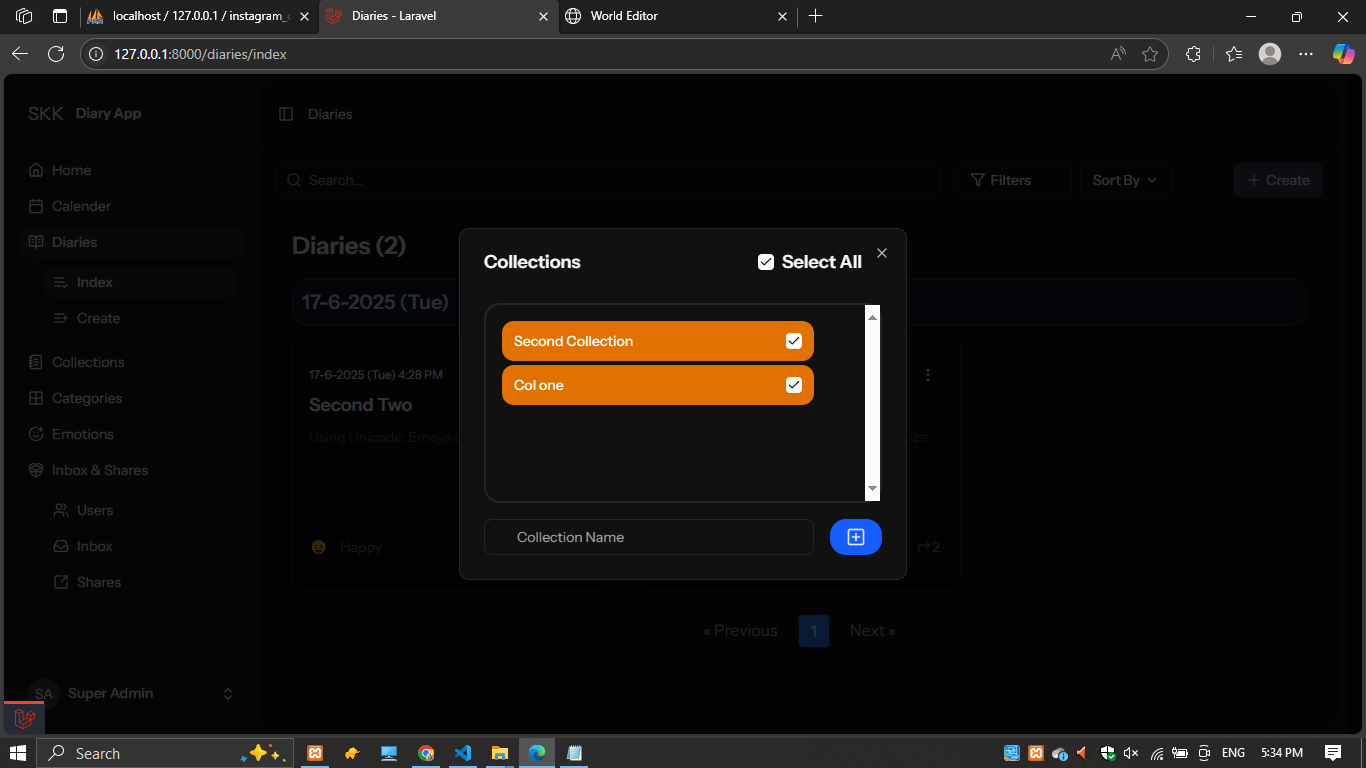 localhost / 127.0.0.1 / instagram_c
Diaries - Laravel
World Editor
127.0.0.1:8000/diaries/index
SKK Diary App
Diaries
Home
Calender
Diaries
Index
Create
Collections
Categories
Emotions
Inbox & Shares
Users
Inbox
Shares
SA Super Admin
Search...
Filters
Sort By
+ Create
Diaries (2)
17-6-2025 (Tue)
17-6-2025 (Tue) 4:28 PM
Second Two
Using Unicode: Emojis
Happy
2
Collections
Select All
Second Collection
Col one
Collection Name
« Previous 1 Next »
Search
ENG
5:34 PM